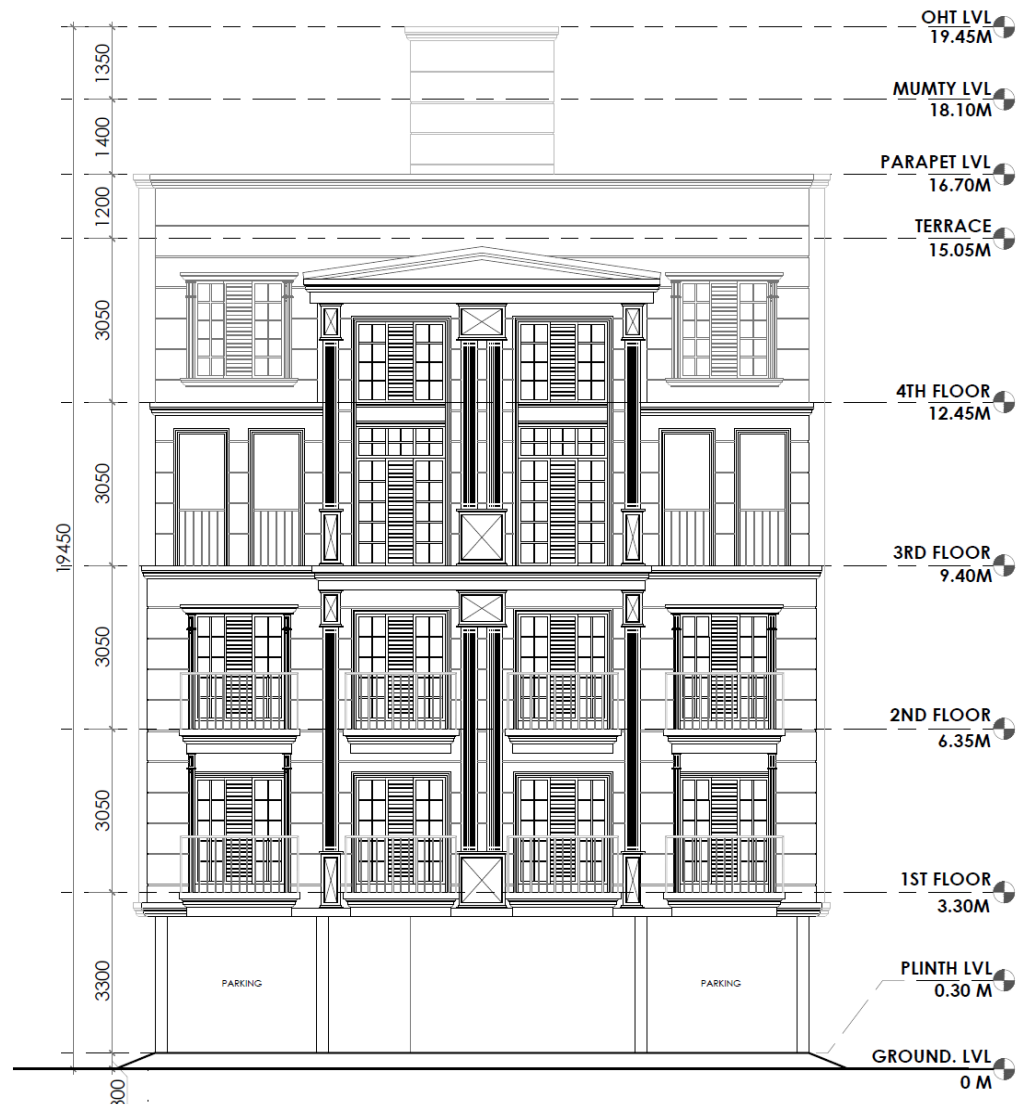 OHT LVL
19.45M
1350
MUMTY LVL
18.10M
1400
PARAPET LVL
16.70M
1200
TERRACE
15.05M
3050
4TH FLOOR
12.45M
3050
19450
3RD FLOOR
9.40M
3050
2ND FLOOR
6.35M
3050
1ST FLOOR
3.30M
3300
PARKING
PARKING
PLINTH LVL
0.30 M
GROUND. LVL
0 M